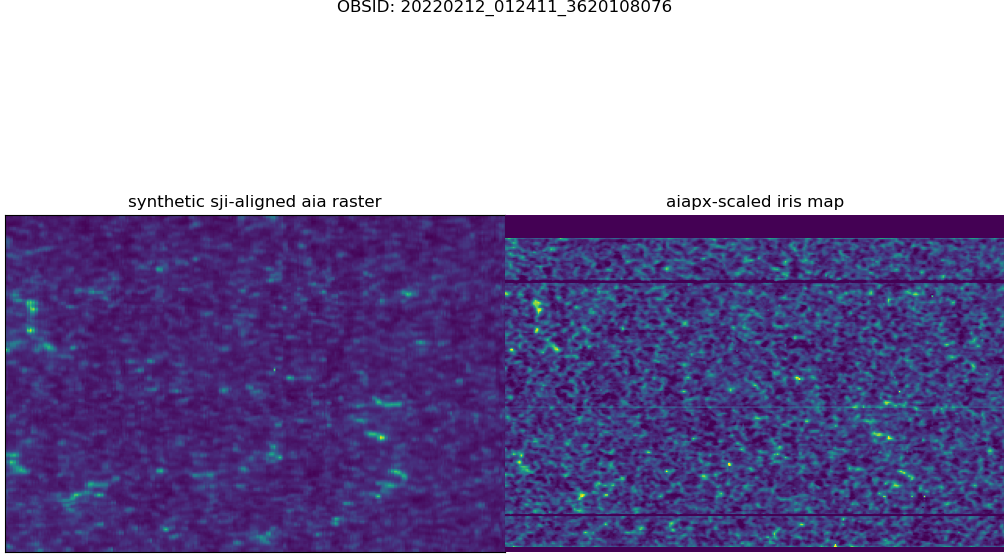 OBSID: 20220212_012411_3620108076
synthetic sji-aligned aia raster
aiapx-scaled iris map